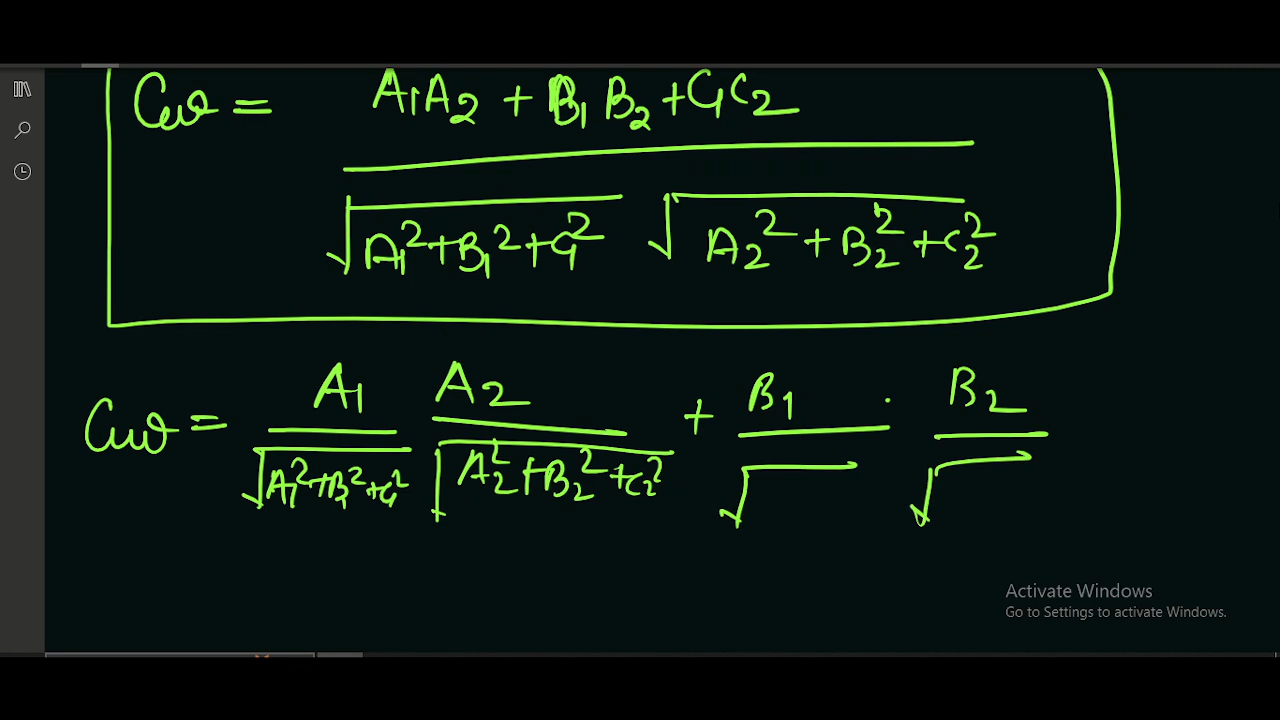 Cosθ = A₁A₂ + B₁B₂ + C₁C₂
√A₁² + B₁² + C₁² √A₂² + B₂² + C₂²
Cosθ = A₁ A₂ + B₁ . B₂
√A₁² + B₁² + C₁² √A₂² + B₂² + C₂² √ √
Activate Windows
Go to Settings to activate Windows.